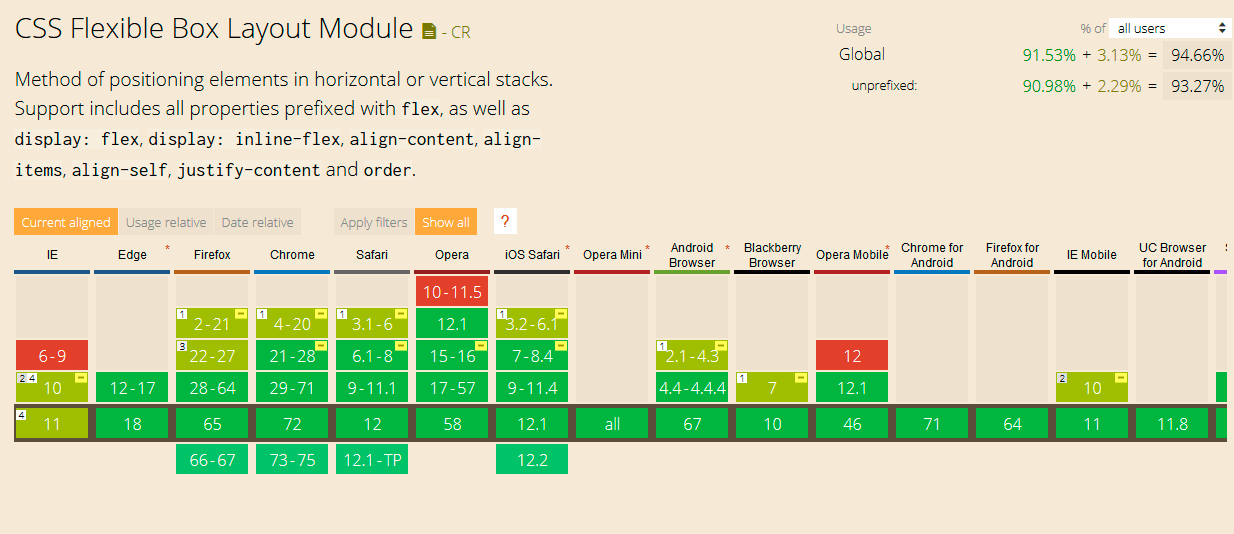 CSS Flexible Box Layout Module - CR
Usage % of all users
Global 91.53% + 3.13% = 94.66%
unprefixed: 90.98% + 2.29% = 93.27%
Method of positioning elements in horizontal or vertical stacks.
Support includes all properties prefixed with flex, as well as
display: flex, display: inline-flex, align-content, align-
items, align-self, justify-content and order.
Current aligned Usage relative Date relative Apply filters Show all ?
IE Edge * Firefox Chrome Safari Opera iOS Safari * Opera Mini * Android Browser * Blackberry Browser Opera Mobile * Chrome for Android Firefox for Android IE Mobile UC Browser for Android
10-11.5
1 2-21 1 4-20 1 3.1-6 12.1 1 3.2-6.1
6-9 3 22-27 21-28 6.1-8 15-16 7-8.4 1 2.1-4.3 12
2 4 10 12-17 28-64 29-71 9-11.1 17-57 9-11.4 4.4-4.4.4 1 7 12.1 2 10
4 11 18 65 72 12 58 12.1 all 67 10 46 71 64 11 11.8
66-67 73-75 12.1-TP 12.2